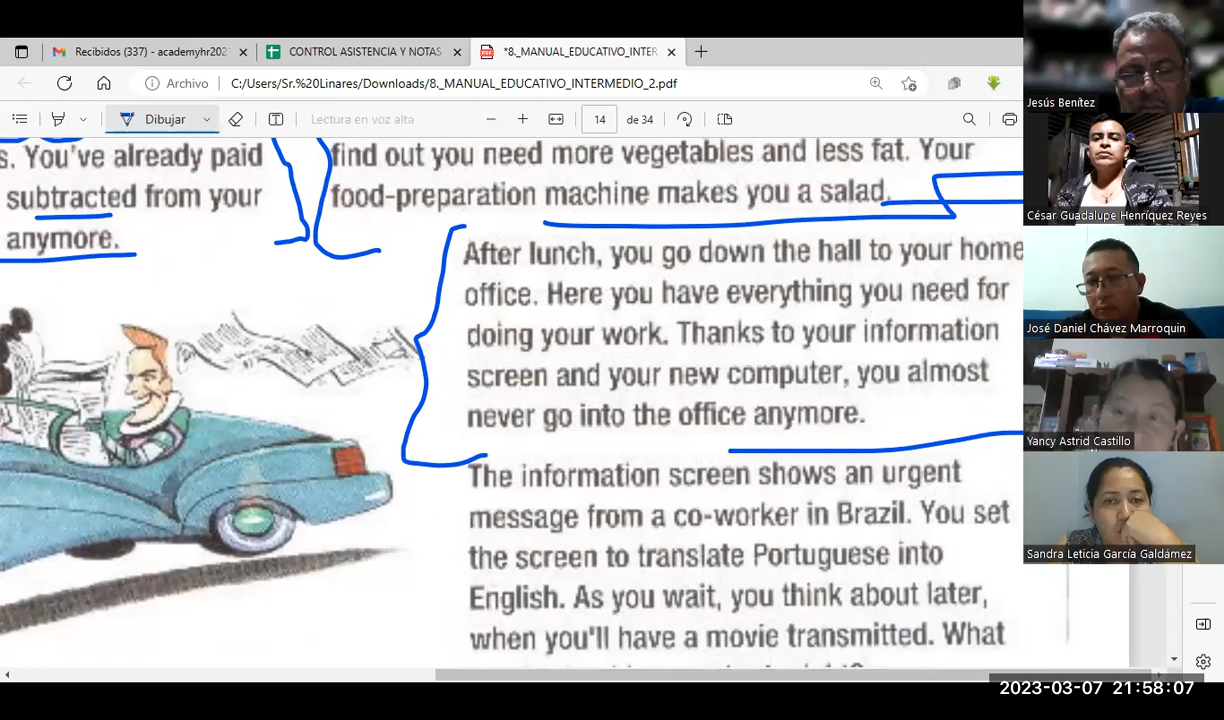 Recibidos (337) - academyhr202
CONTROL ASISTENCIA Y NOTAS
*8._MANUAL_EDUCATIVO_INTER
Archivo
C:/Users/Sr.%20Linares/Downloads/8._MANUAL_EDUCATIVO_INTERMEDIO_2.pdf
Dibujar
Lectura en voz alta
14
de 34
s. You've already paid
subtracted from your
anymore.
find out you need more vegetables and less fat. Your
food-preparation machine makes you a salad.
After lunch, you go down the hall to your home
office. Here you have everything you need for
doing your work. Thanks to your information
screen and your new computer, you almost
never go into the office anymore.
The information screen shows an urgent
message from a co-worker in Brazil. You set
the screen to translate Portuguese into
English. As you wait, you think about later,
when you'll have a movie transmitted. What
Jesús Benítez
César Guadalupe Henríquez Reyes
José Daniel Chávez Marroquin
Yancy Astrid Castillo
Sandra Leticia García Galdámez
2023-03-07 21:58:07